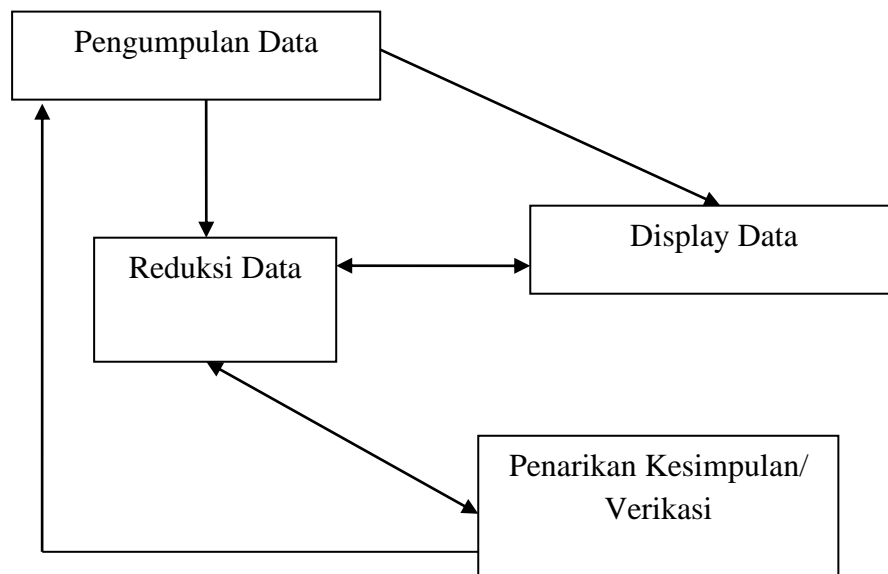 Pengumpulan Data
Display Data
Reduksi Data
Penarikan Kesimpulan/
Verikasi